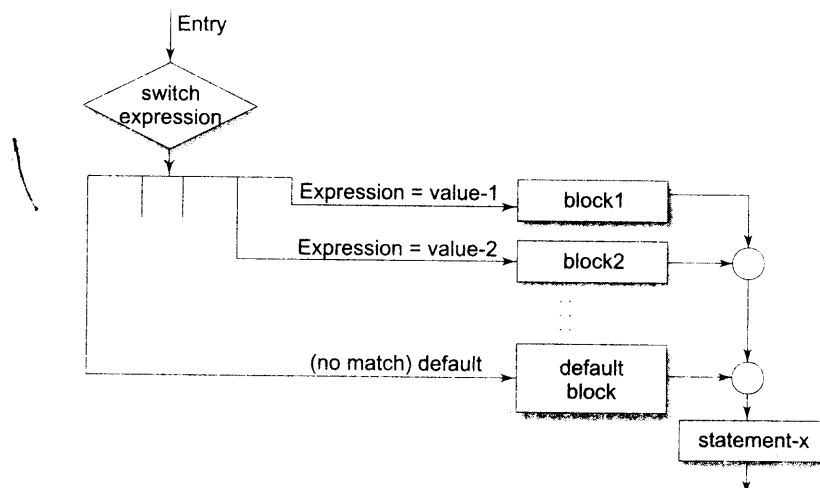 Entry
switch
expression
Expression = value-1
block1
Expression = value-2
block2
(no match) default
default
block
statement-x